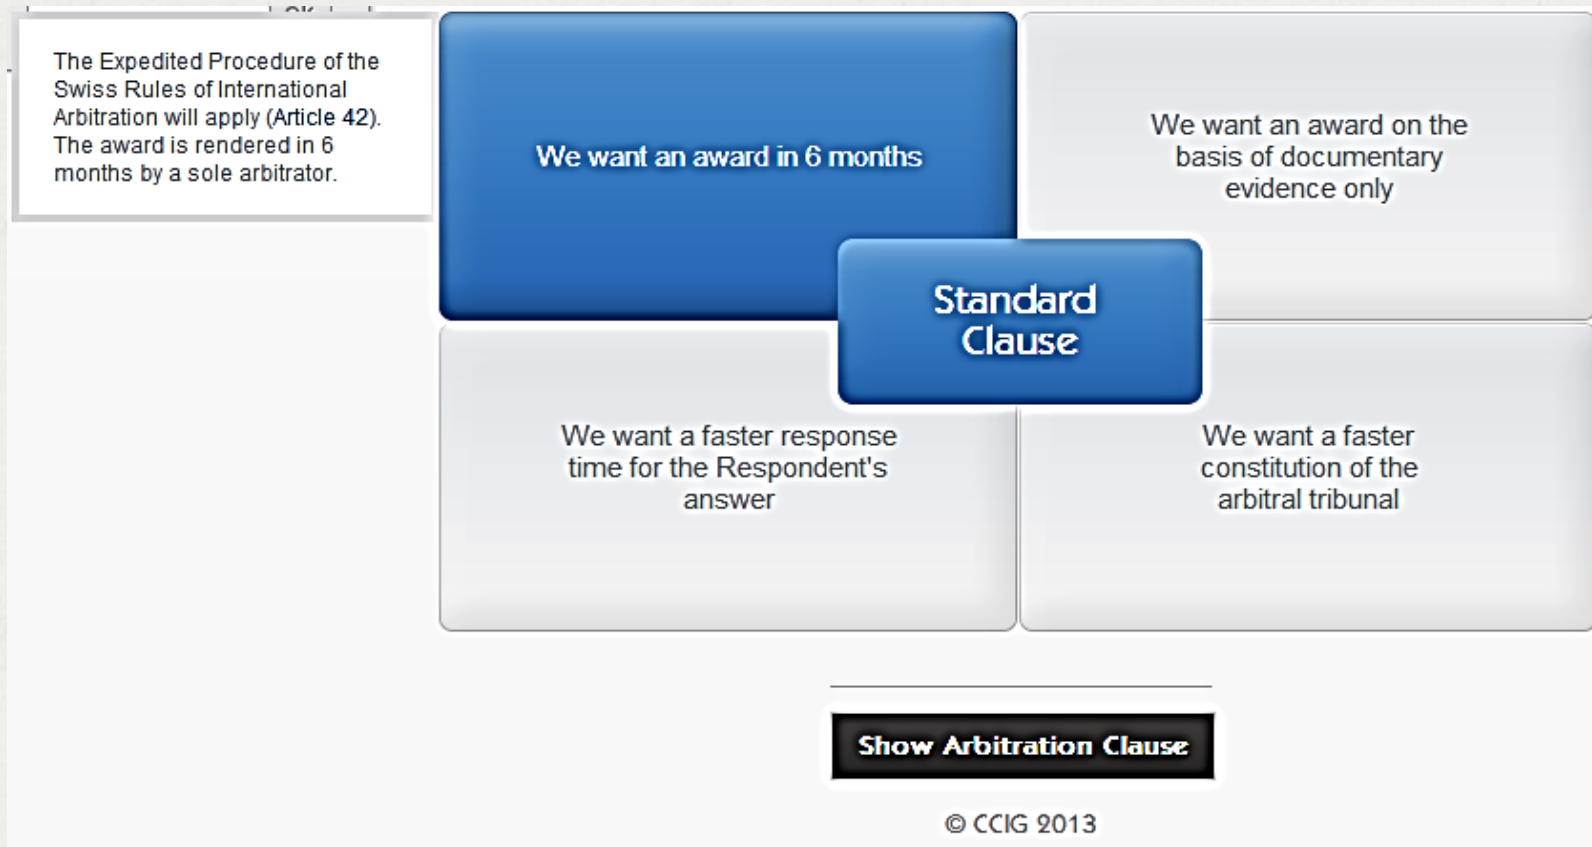 The Expedited Procedure of the
Swiss Rules of International
Arbitration will apply (Article 42).
The award is rendered in 6
months by a sole arbitrator.
We want an award in 6 months
We want an award on the
basis of documentary
evidence only
Standard
Clause
We want a faster response
time for the Respondent's
answer
We want a faster
constitution of the
arbitral tribunal
Show Arbitration Clause
© CCIG 2013